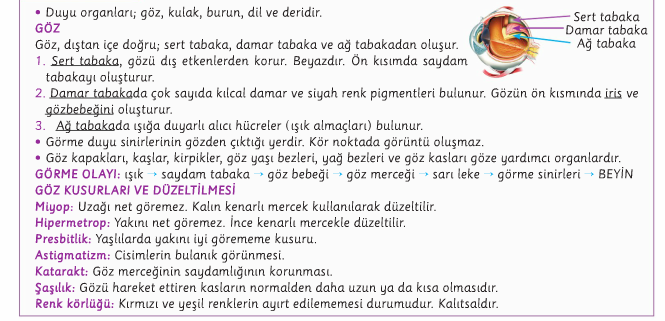 • Duyu organları; göz, kulak, burun, dil ve deridir.
GÖZ
Göz, dıştan içe doğru; sert tabaka, damar tabaka ve ağ tabakadan oluşur.
Sert tabaka
Damar tabaka
Ağ tabaka
1. Sert tabaka, gözü dış etkenlerden korur. Beyazdır. Ön kısımda saydam
tabakayı oluşturur.
2. Damar tabakada çok sayıda kılcal damar ve siyah renk pigmentleri bulunur. Gözün ön kısmında iris ve
gözbebeğini oluşturur.
3. Ağ tabakada ışığa duyarlı alıcı hücreler (ışık almaçları) bulunur.
• Görme duyu sinirlerinin gözden çıktığı yerdir. Kör noktada görüntü oluşmaz.
• Göz kapakları, kaşlar, kirpikler, göz yaşı bezleri, yağ bezleri ve göz kasları göze yardımcı organlardır.
GÖRME OLAYI: ışık → saydam tabaka → göz bebeği → göz merceği → sarı leke → görme sinirleri → BEYİN
GÖZ KUSURLARI VE DÜZELTİLMESİ
Miyop: Uzağı net göremez. Kalın kenarlı mercek kullanılarak düzeltilir.
Hipermetrop: Yakını net göremez. İnce kenarlı mercekle düzeltilir.
Presbitlik: Yaşlılarda yakını iyi görememe kusuru.
Astigmatizm: Cisimlerin bulanık görünmesi.
Katarakt: Göz merceğinin saydamlığının korunması.
Şaşılık: Gözü hareket ettiren kasların normalden daha uzun ya da kısa olmasıdır.
Renk körlüğü: Kırmızı ve yeşil renklerin ayırt edilememesi durumudur. Kalıtsaldır.